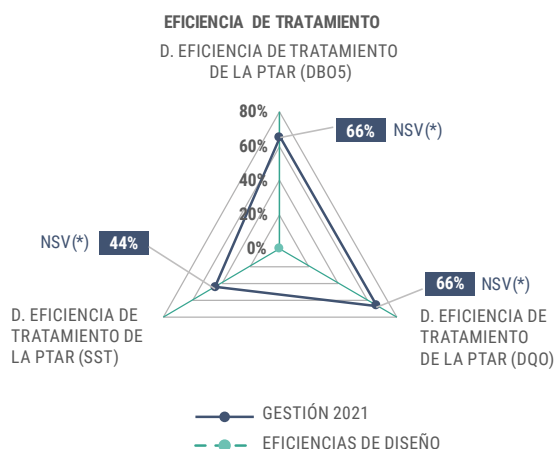 EFICIENCIA DE TRATAMIENTO
D. EFICIENCIA DE TRATAMIENTO
DE LA PTAR (DBO5)
80%
66% NSV(*)
60%
40%
20%
NSV(*) 44%
0%
66% NSV(*)
D. EFICIENCIA DE
TRATAMIENTO DE
LA PTAR (SST)
D. EFICIENCIA DE
TRATAMIENTO
DE LA PTAR (DQO)
GESTIÓN 2021
EFICIENCIAS DE DISEÑO